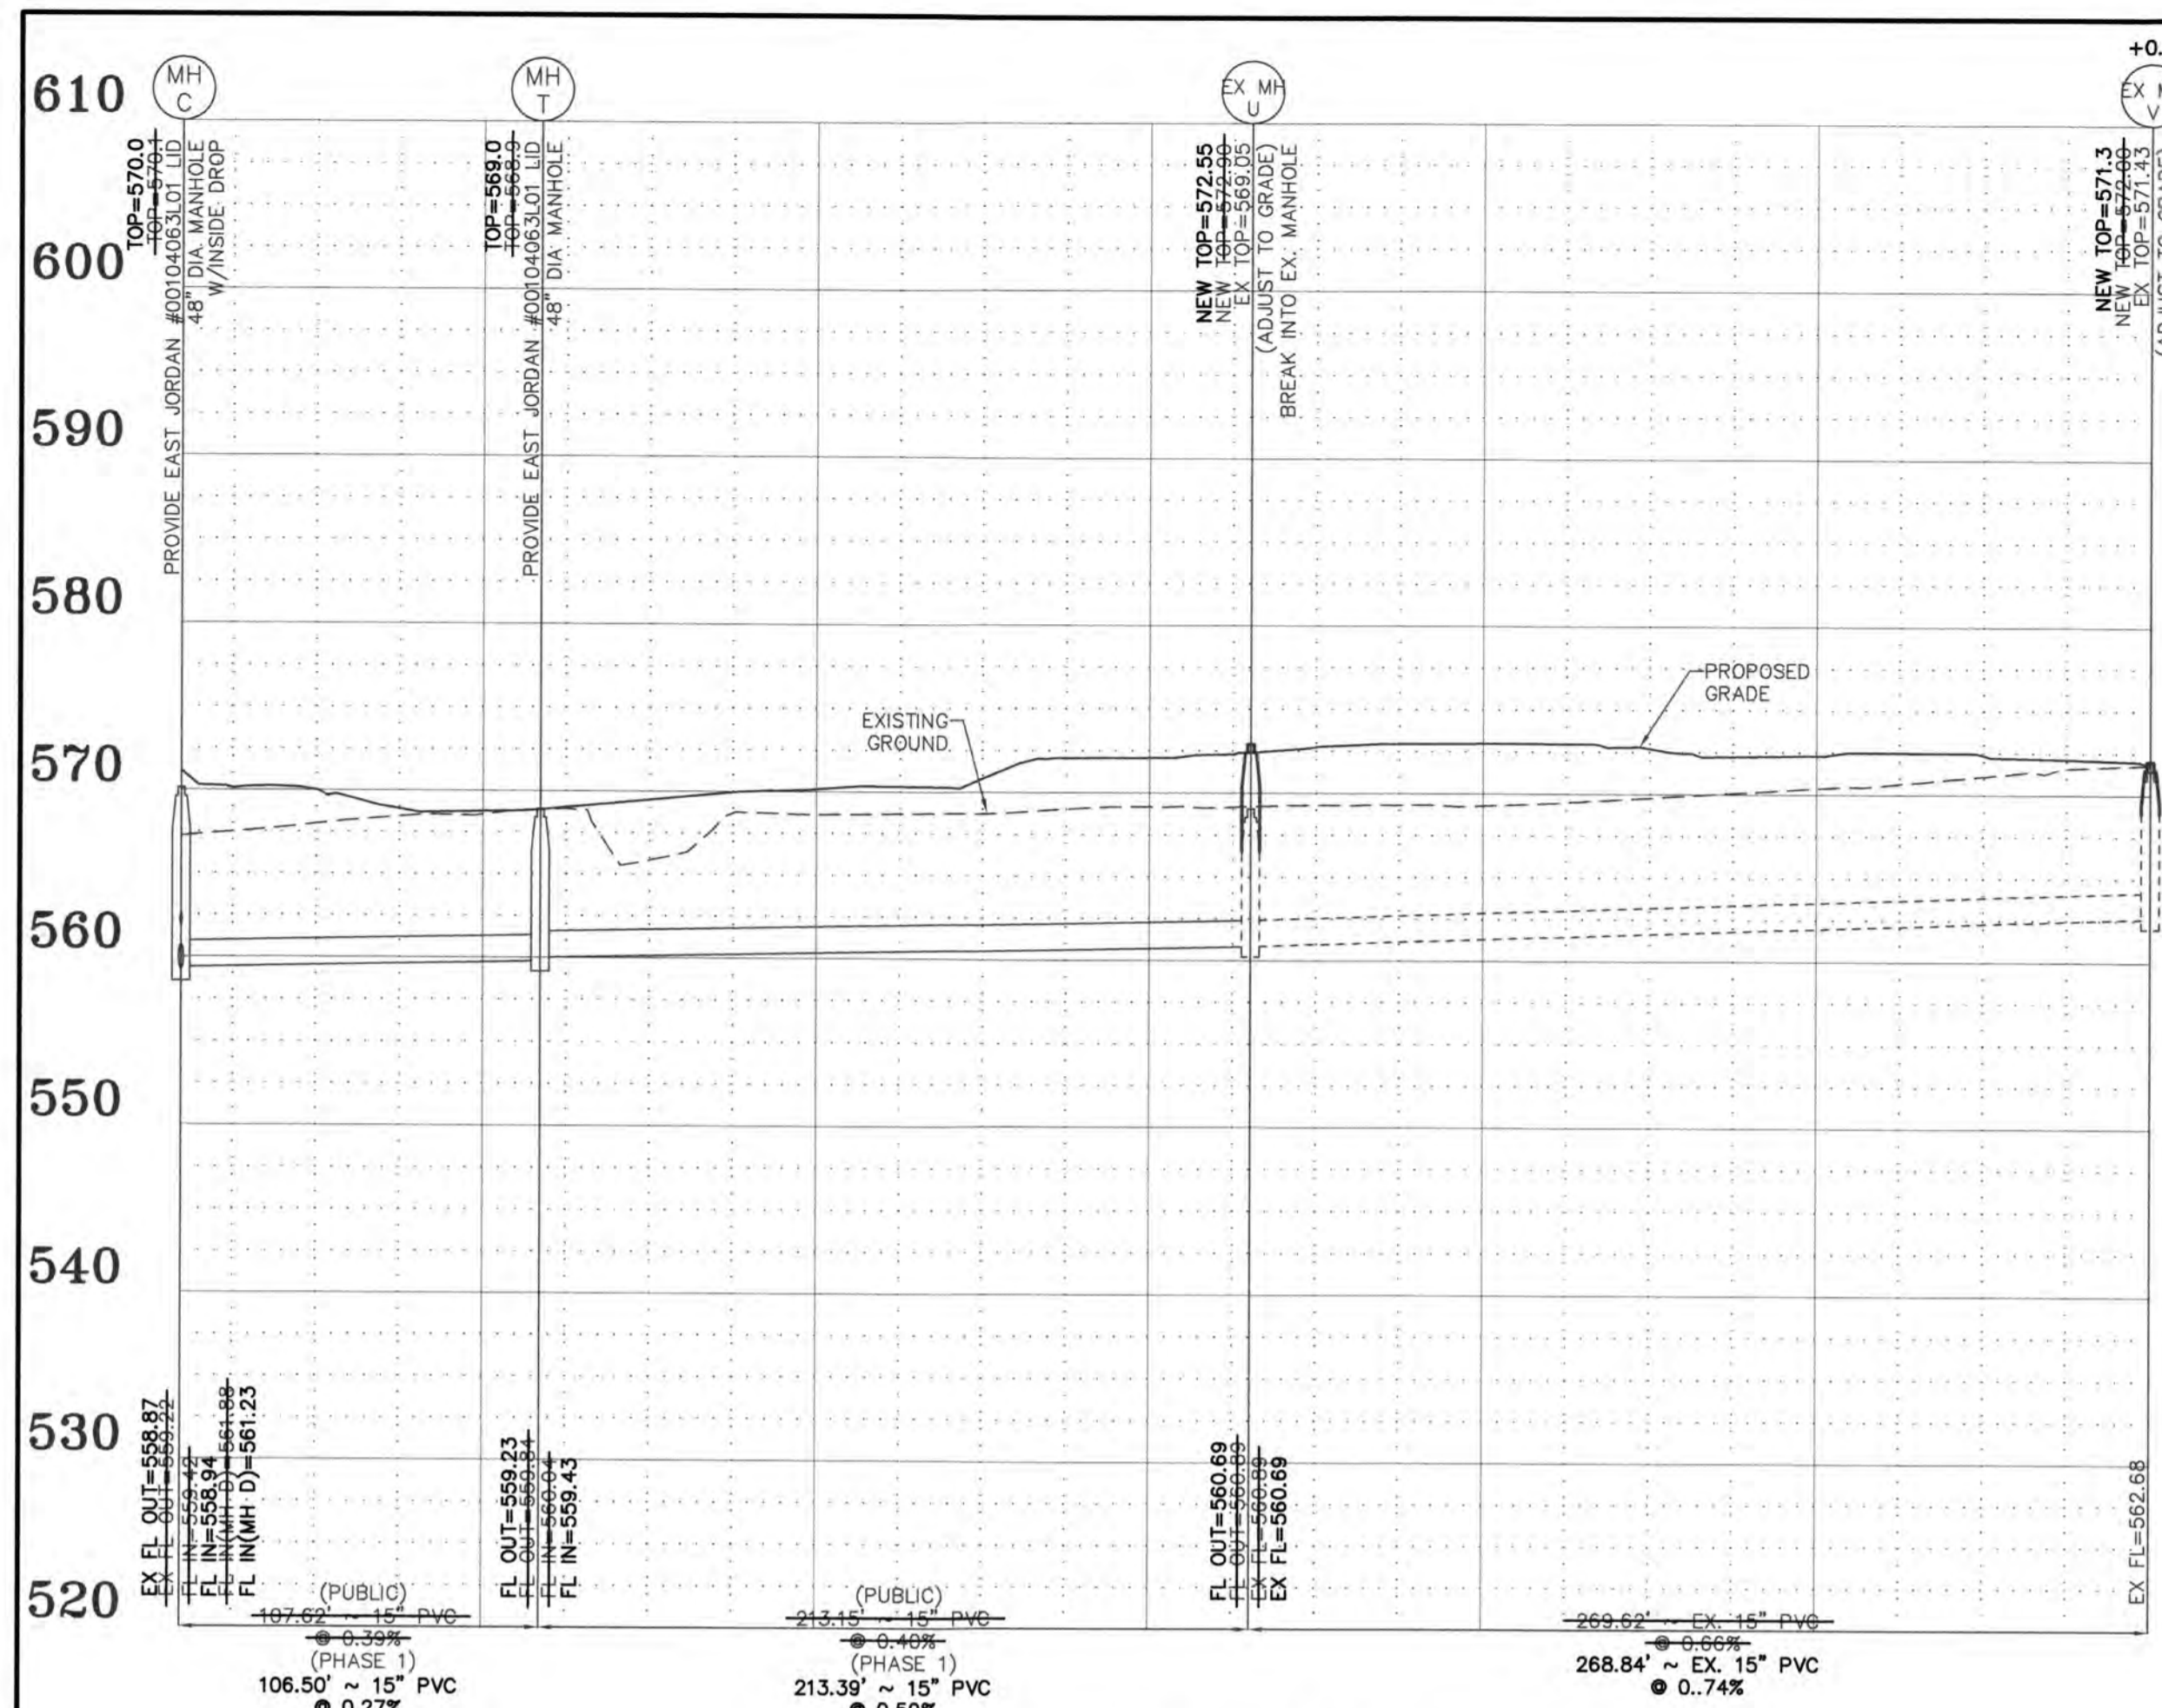 +0.
MH
C
MH
T
EX MH
U
EX
V
610
600
590
580
570
560
550
540
530
520
TOP=570.0
TOP=570.1
PROVIDE EAST JORDAN #00104063L01 LID
48" DIA MANHOLE
W/INSIDE DROP
TOP=569.0
TOP=568.9
PROVIDE EAST JORDAN #00104063L01 LID
48" DIA MANHOLE
NEW TOP=572.55
NEW TOP=572.90
EX TOP=569.05
(ADJUST TO GRADE)
BREAK INTO EX. MANHOLE
NEW TOP=571.3
NEW TOP=572.00
EX TOP=571.43
(ADJUST TO GRADE)
PROPOSED
GRADE
EXISTING
GROUND
EX FL OUT=558.87
EX FL OUT=559.22
FL IN=559.42
FL IN=558.94
FL IN(MH D)=561.88
FL IN(MH D)=561.23
FL OUT=559.23
FL OUT=559.84
FL IN=560.04
FL IN=559.43
FL OUT=560.69
FL OUT=560.89
EX FL=560.89
EX FL=560.69
EX FL=562.68
(PUBLIC)
107.62' ~ 15" PVC
@ 0.39%
(PHASE 1)
106.50' ~ 15" PVC
@ 0.27%
(PUBLIC)
213.15' ~ 15" PVC
@ 0.40%
(PHASE 1)
213.39' ~ 15" PVC
@ 0.50%
269.62' ~ EX. 15" PVC
@ 0.66%
268.84' ~ EX. 15" PVC
@ 0..74%